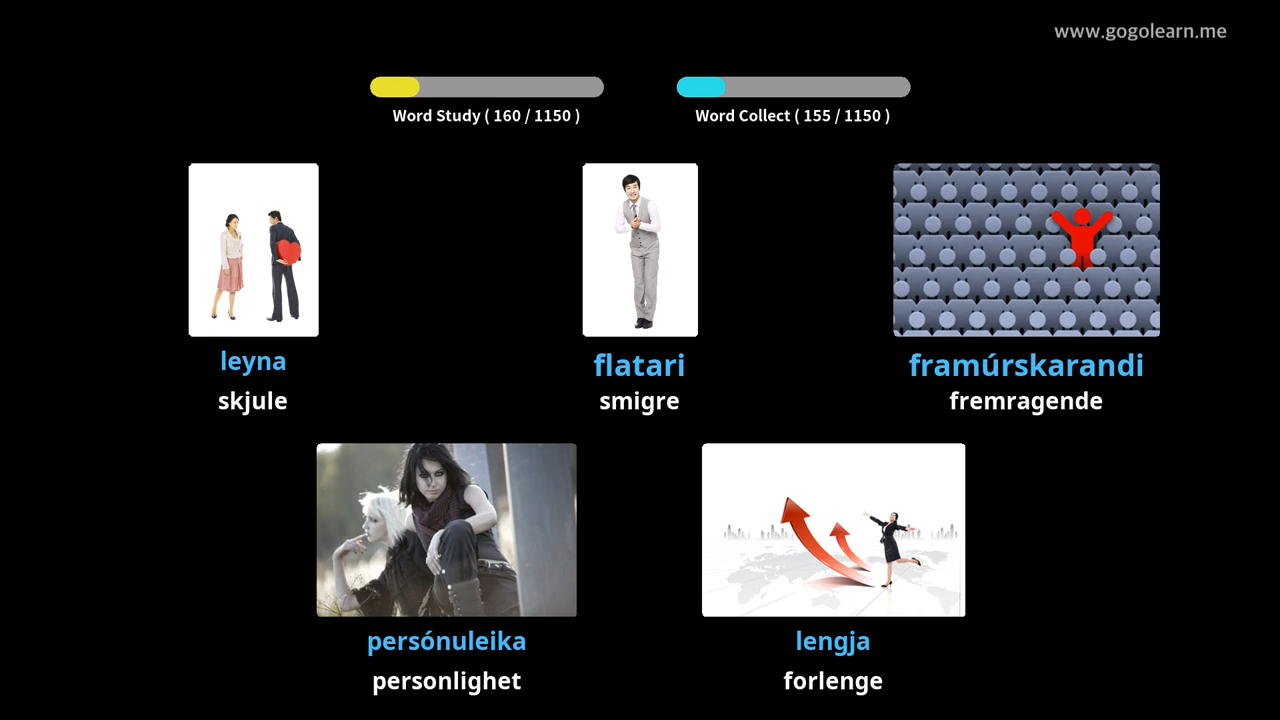 www.gogolearn.me
Word Study ( 160 / 1150 )
Word Collect ( 155 / 1150 )
leyna
skjule
flatari
smigre
framúrskarandi
fremragende
persónuleika
personlighet
lengja
forlenge